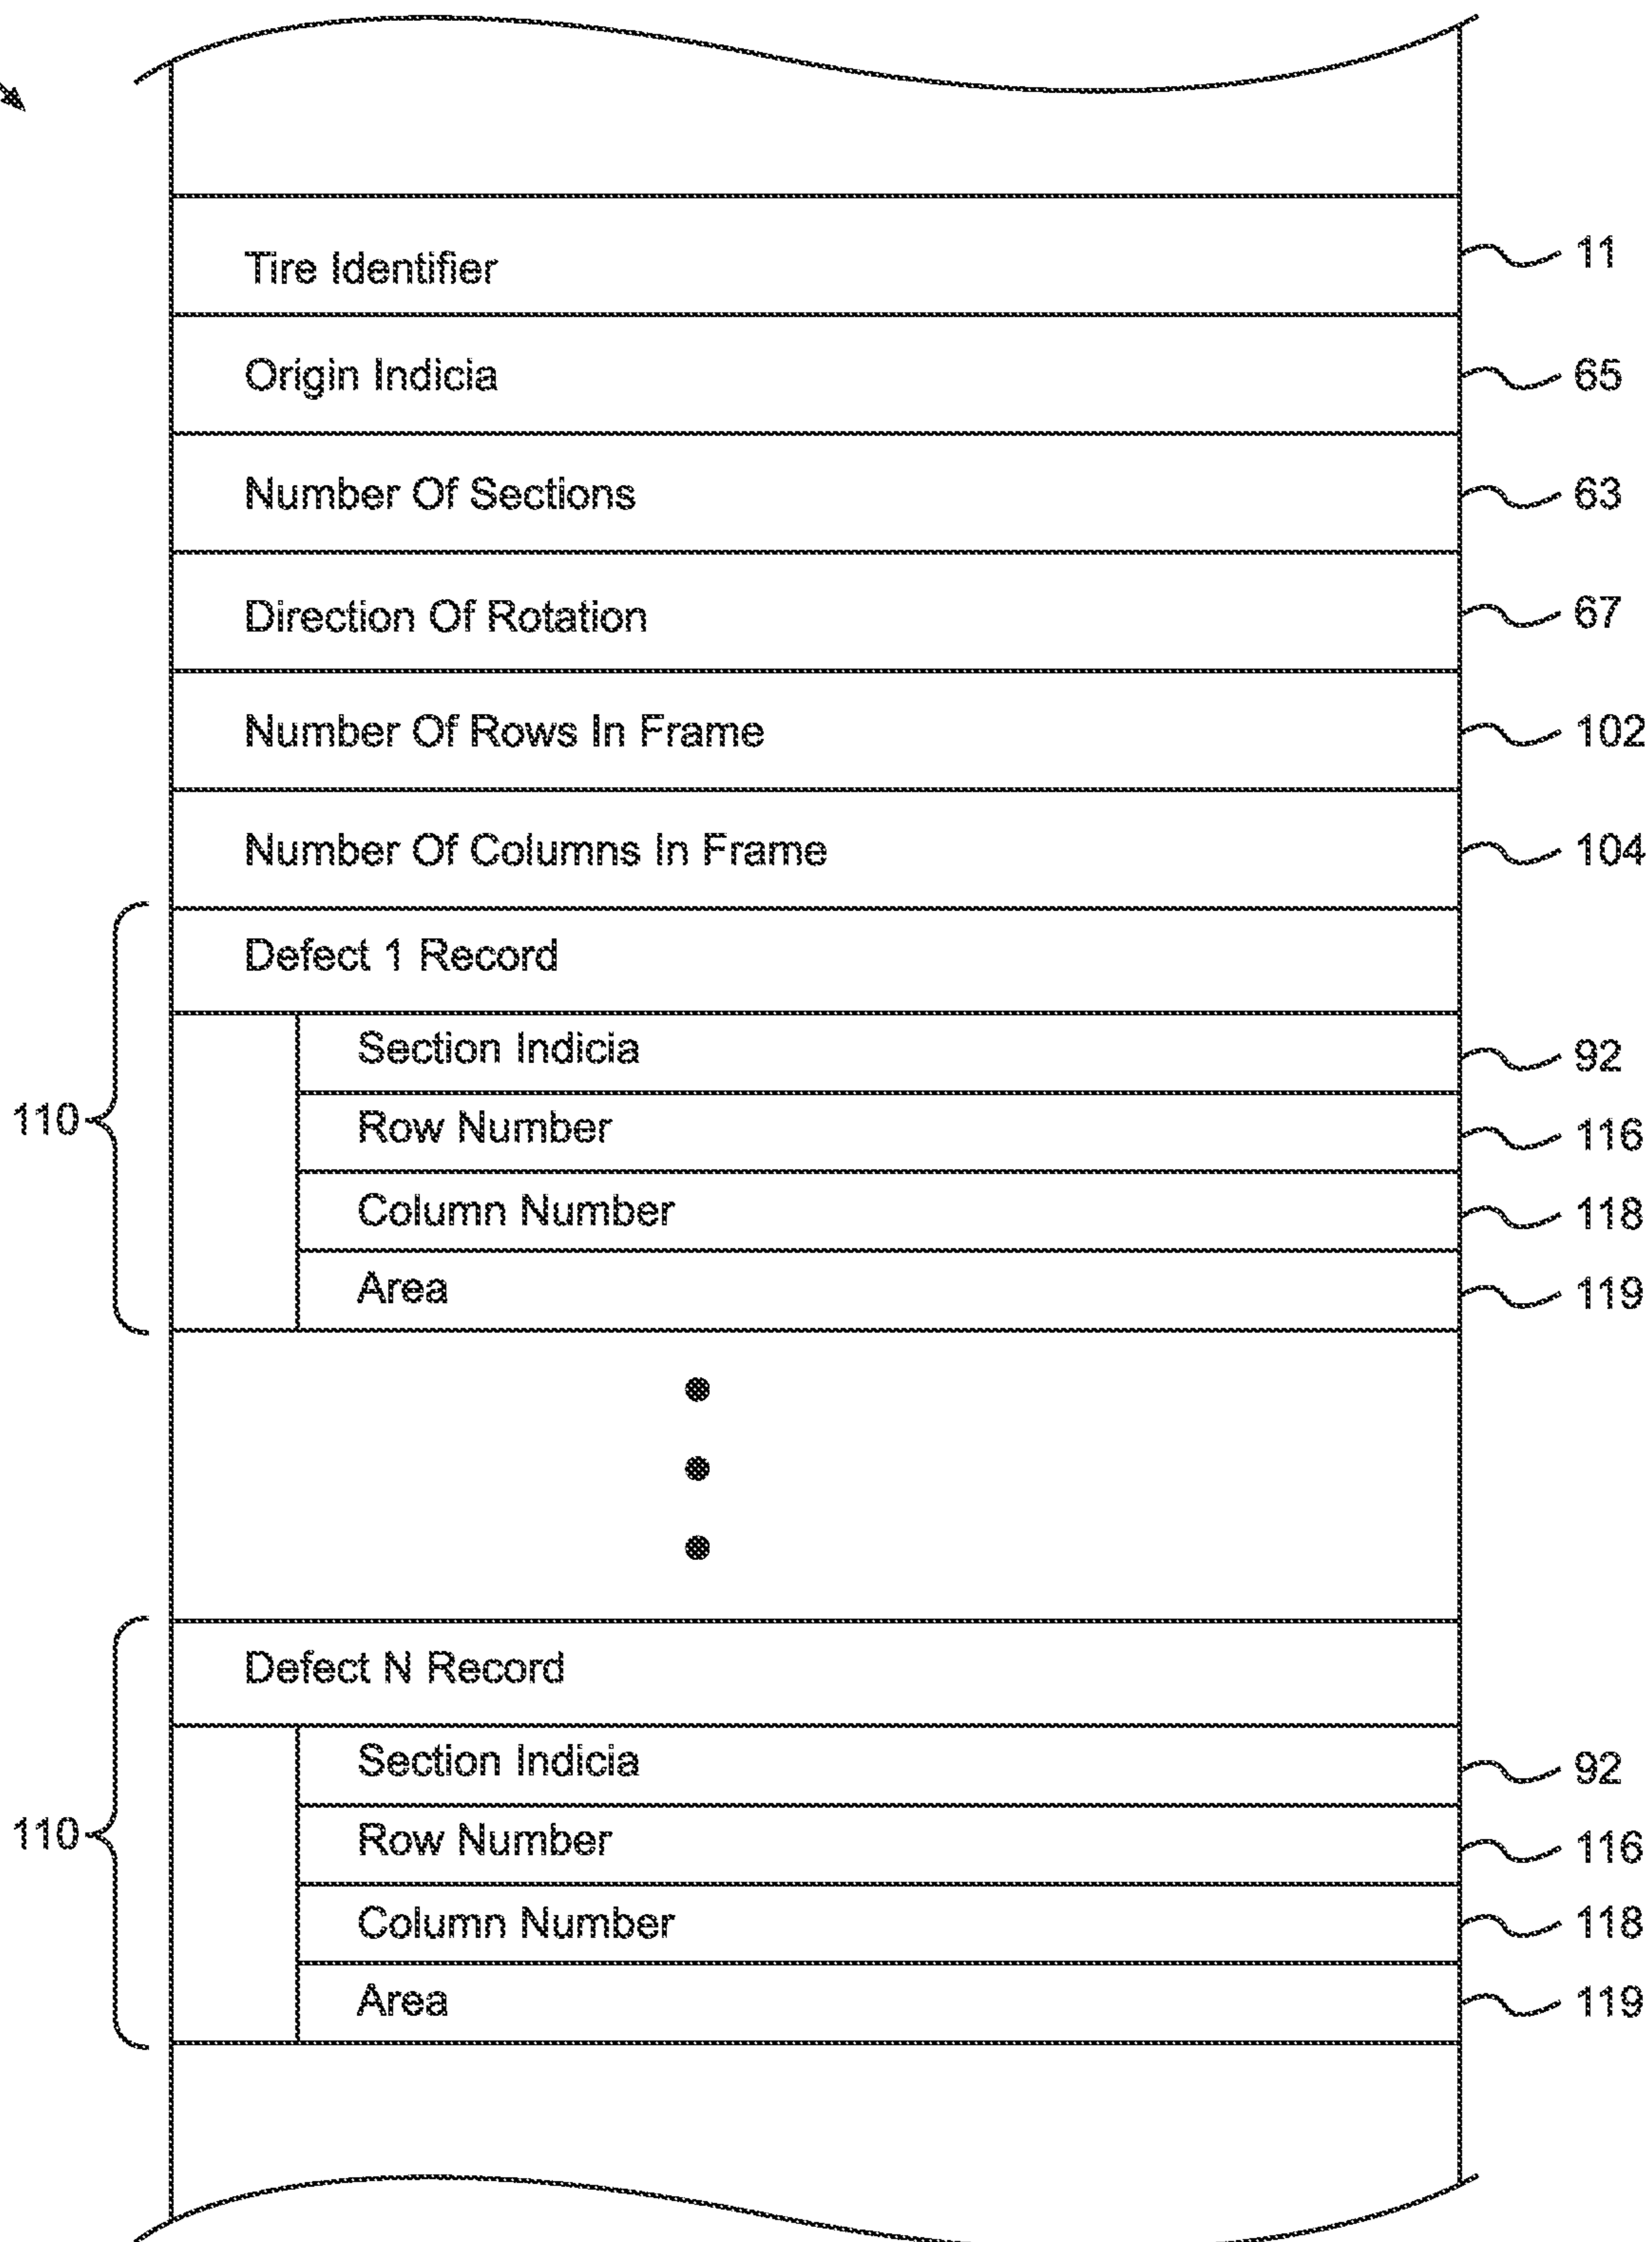 Tire Identifier 11
Origin Indicia 65
Number Of Sections 63
Direction Of Rotation 67
Number Of Rows In Frame 102
Number Of Columns In Frame 104
Defect 1 Record
Section Indicia 92
110 Row Number 116
Column Number 118
Area 119
Defect N Record
Section Indicia 92
110 Row Number 116
Column Number 118
Area 119